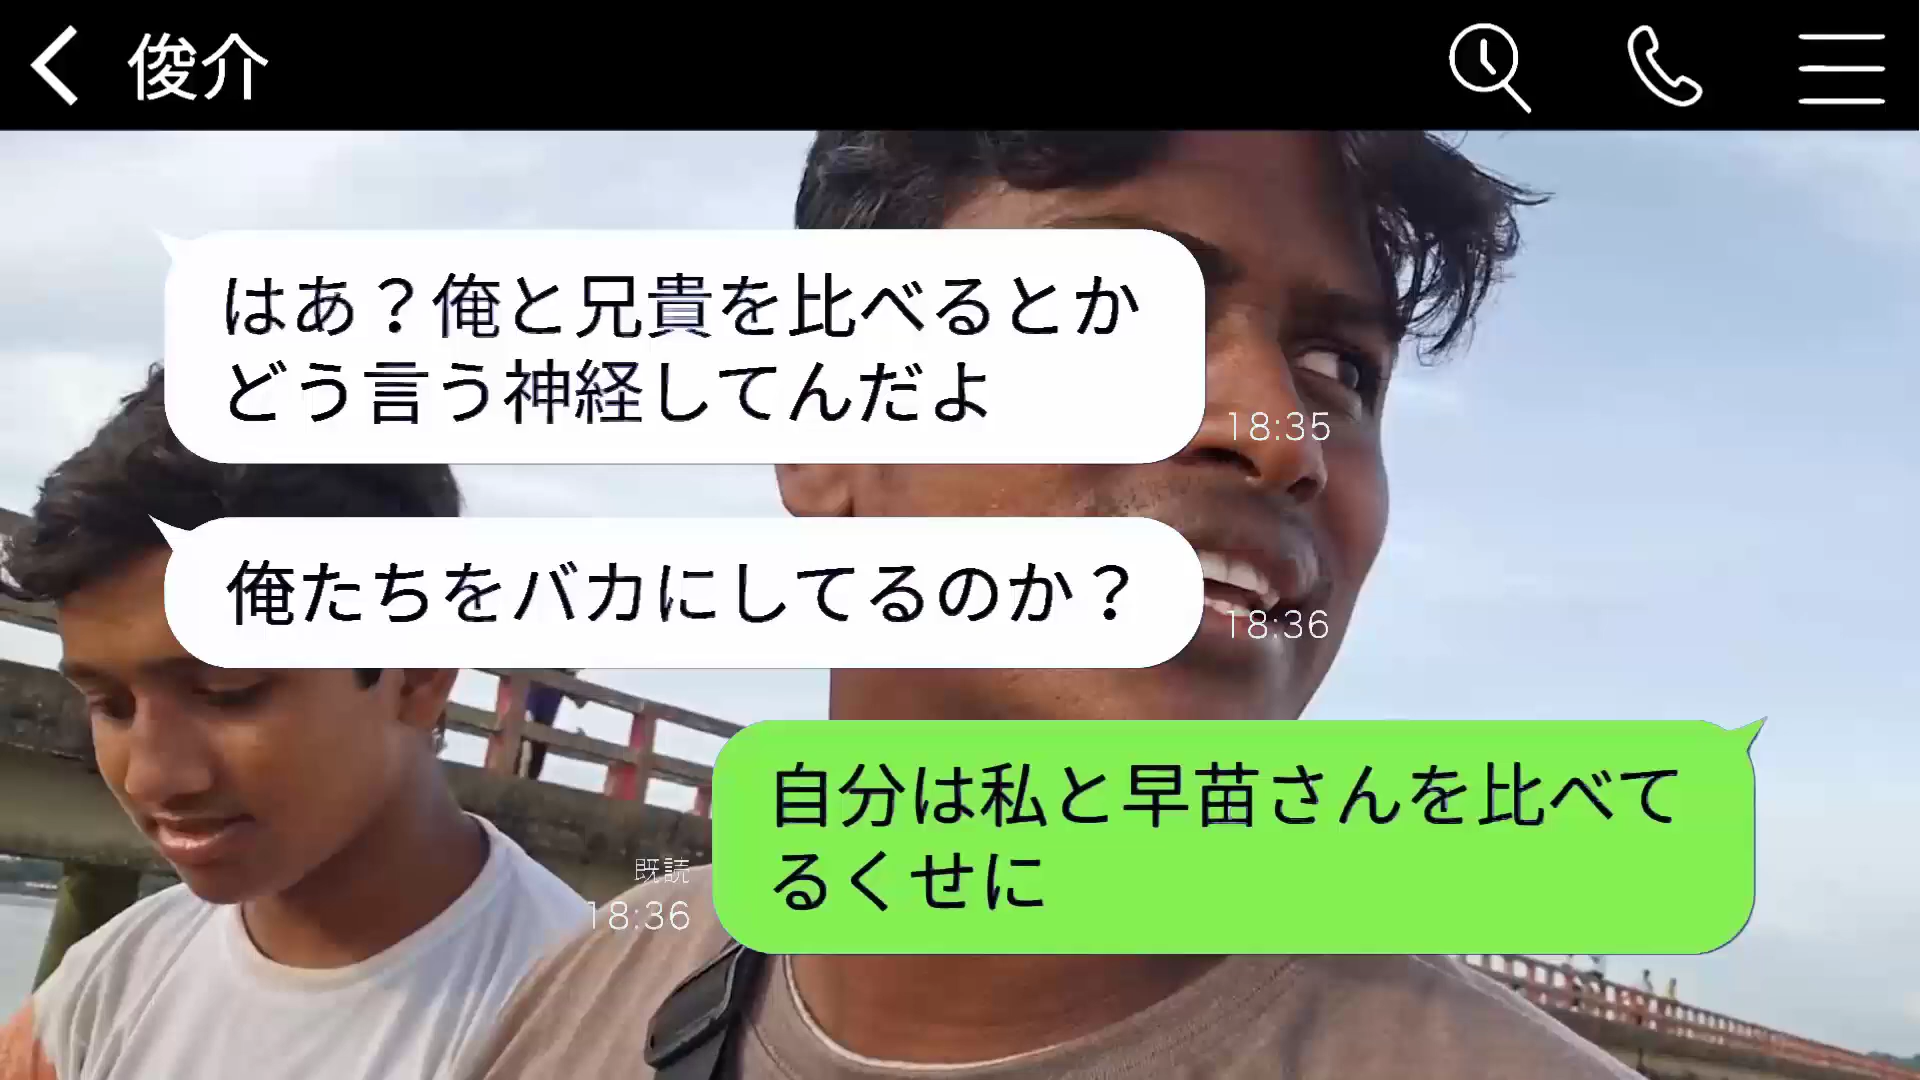 俊介
はあ？俺と兄貴を比べるとか
どう言う神経してんだよ
18:35
俺たちをバカにしてるのか？
18:36
自分は私と早苗さんを比べて
るくせに
既読
18:36